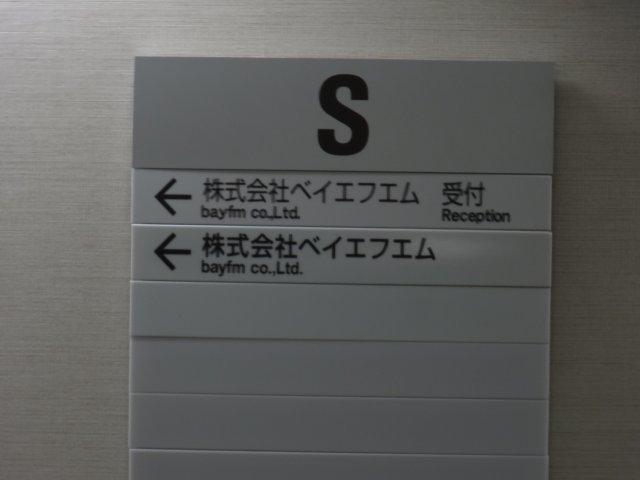 S
← 株式会社ベイエフエム 受付
bayfm co.,Ltd. Reception
← 株式会社ベイエフエム
bayfm co.,Ltd.